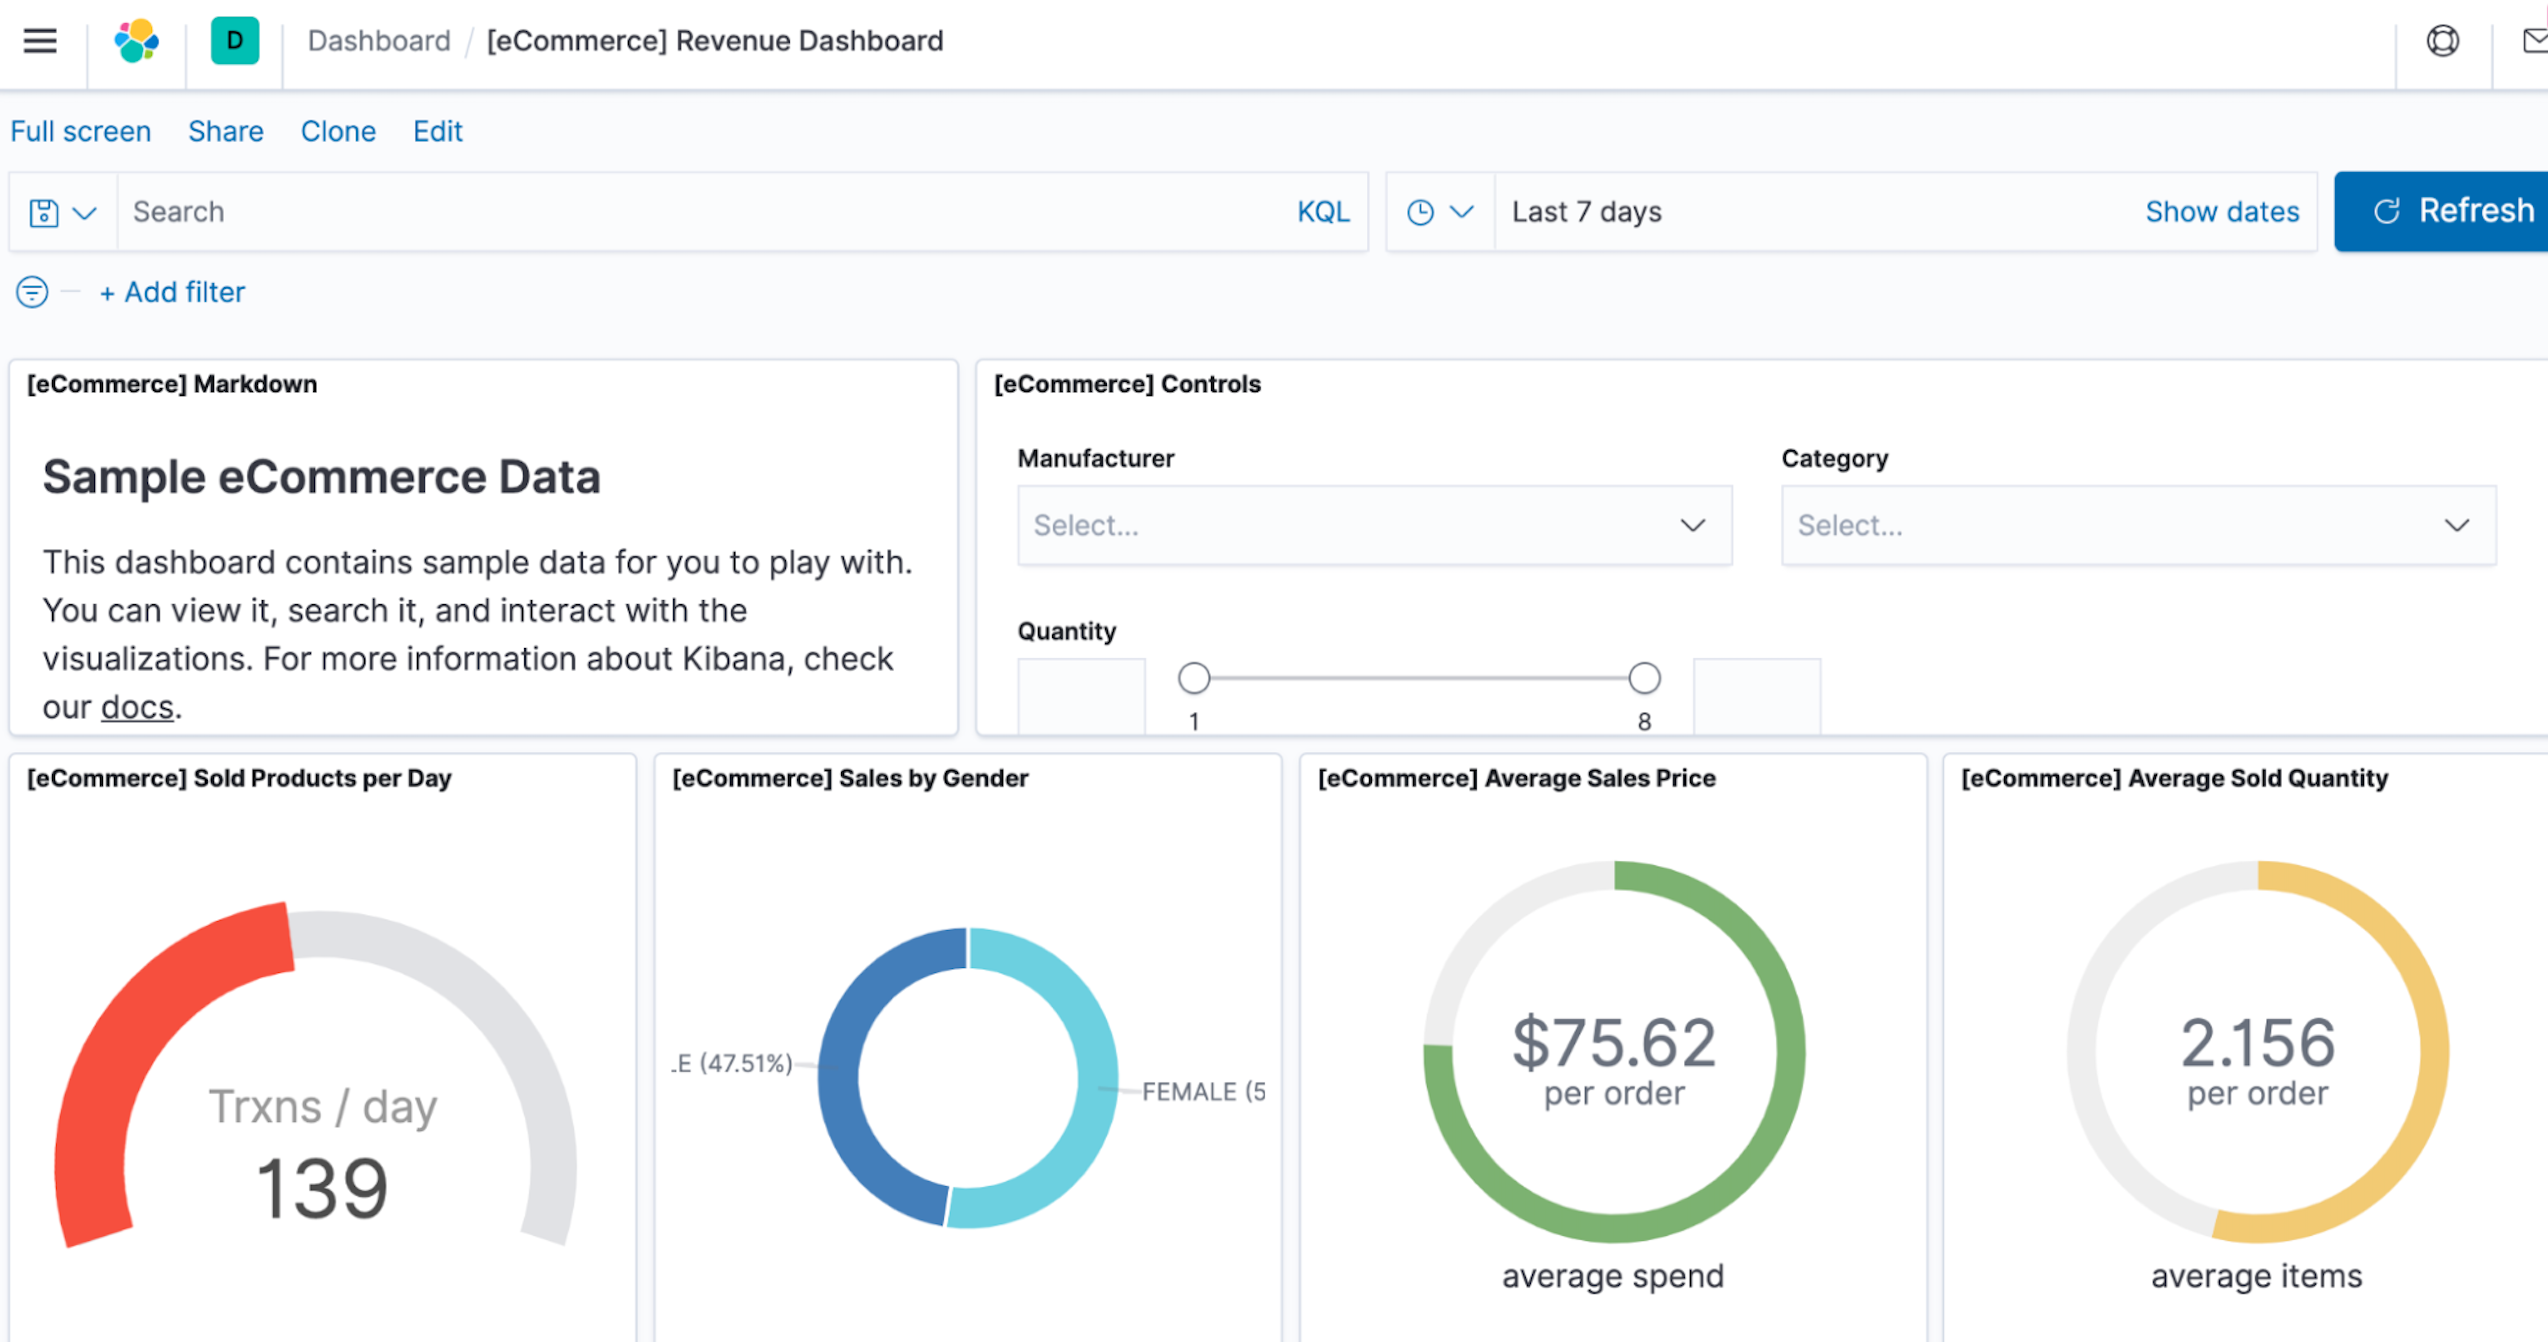 D Dashboard / [eCommerce] Revenue Dashboard
Full screen Share Clone Edit
Search KQL Last 7 days Show dates Refresh
+ Add filter
[eCommerce] Markdown
Sample eCommerce Data
This dashboard contains sample data for you to play with.
You can view it, search it, and interact with the
visualizations. For more information about Kibana, check
our docs.
[eCommerce] Controls
Manufacturer
Select...
Category
Select...
Quantity
1 8
[eCommerce] Sold Products per Day
Trxns / day
139
[eCommerce] Sales by Gender
.E (47.51%)
FEMALE (5
[eCommerce] Average Sales Price
$75.62
per order
average spend
[eCommerce] Average Sold Quantity
2.156
per order
average items